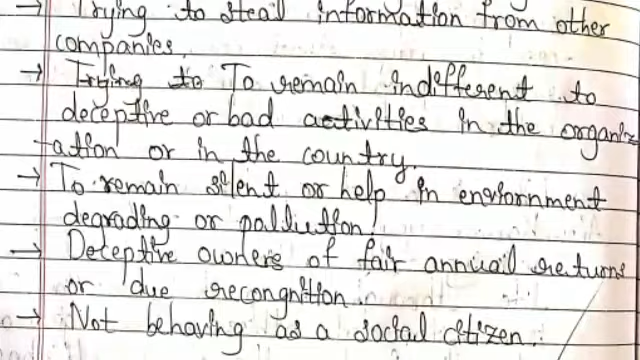 → Trying to steal information from other
companies.
→ Trying to To remain indifferent to
deceptive or bad activities in the organiz
-ation or in the country.
→ To remain silent or help in enviornment
degrading or pollution.
→ Deceptive owners of fair annual returns
or due recongnition.
→ Not behaving as a social citizen.